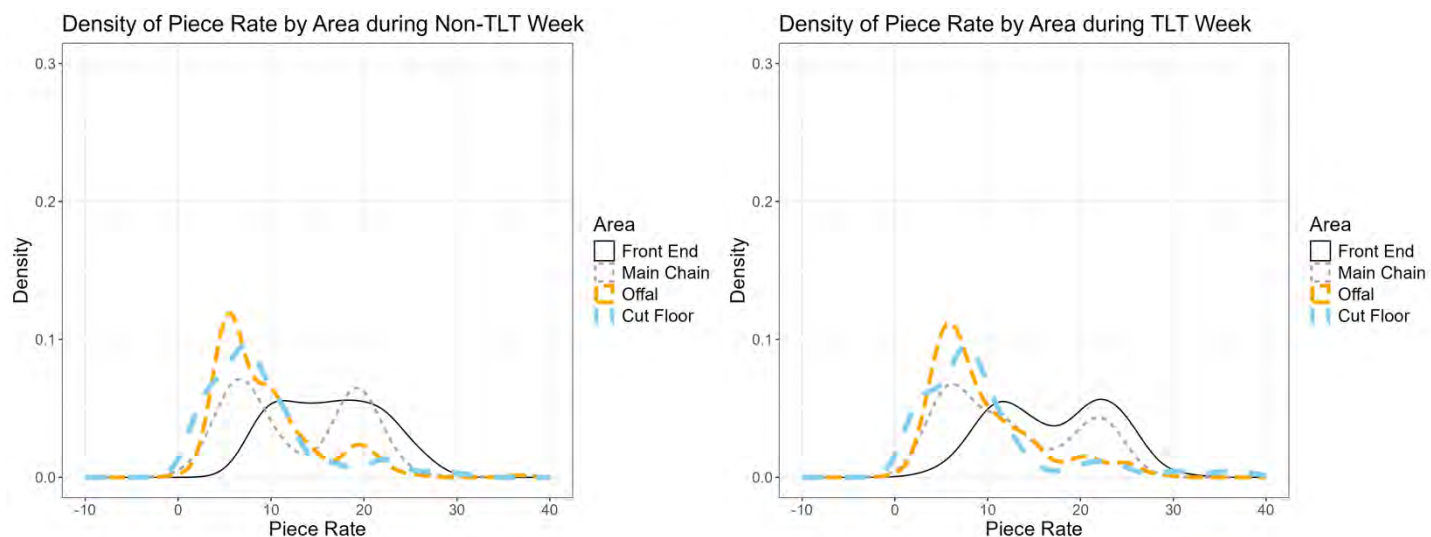 Density of Piece Rate by Area during Non-TLT Week
0.3
0.2
0.1
0.0
Density
-10
0
10
20
30
40
Piece Rate
Area
Front End
Main Chain
Offal
Cut Floor
Density of Piece Rate by Area during TLT Week
0.3
0.2
0.1
0.0
Density
-10
0
10
20
30
40
Piece Rate
Area
Front End
Main Chain
Offal
Cut Floor